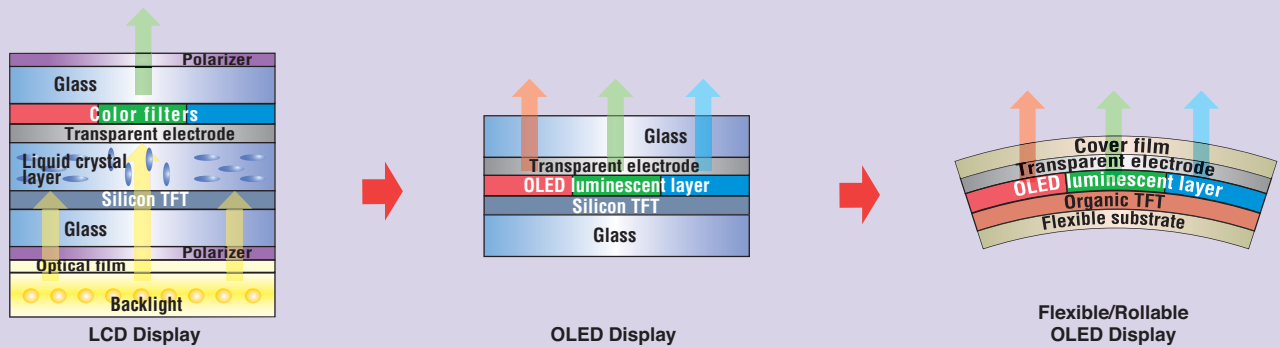 Polarizer
Glass
Color filters
Transparent electrode
Liquid crystal
layer
Silicon TFT
Glass
Polarizer
Optical film
Backlight
LCD Display
Glass
Transparent electrode
OLED luminescent layer
Silicon TFT
Glass
OLED Display
Cover film
Transparent electrode
OLED luminescent layer
Organic TFT
Flexible substrate
Flexible/Rollable
OLED Display